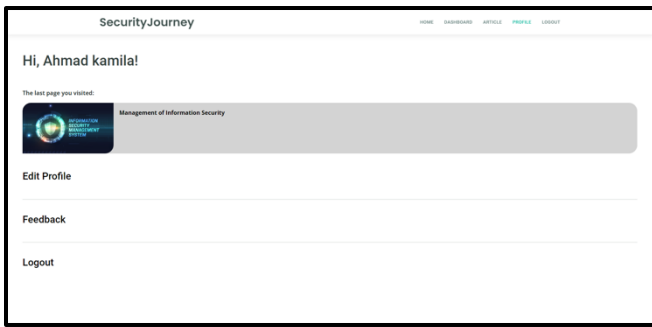 SecurityJourney
HOME DASHBOARD ARTICLE PROFILE LOGOUT
Hi, Ahmad kamila!
The last page you visited:
INFORMATION
SECURITY
MANAGEMENT
SYSTEM
Management of Information Security
Edit Profile
Feedback
Logout